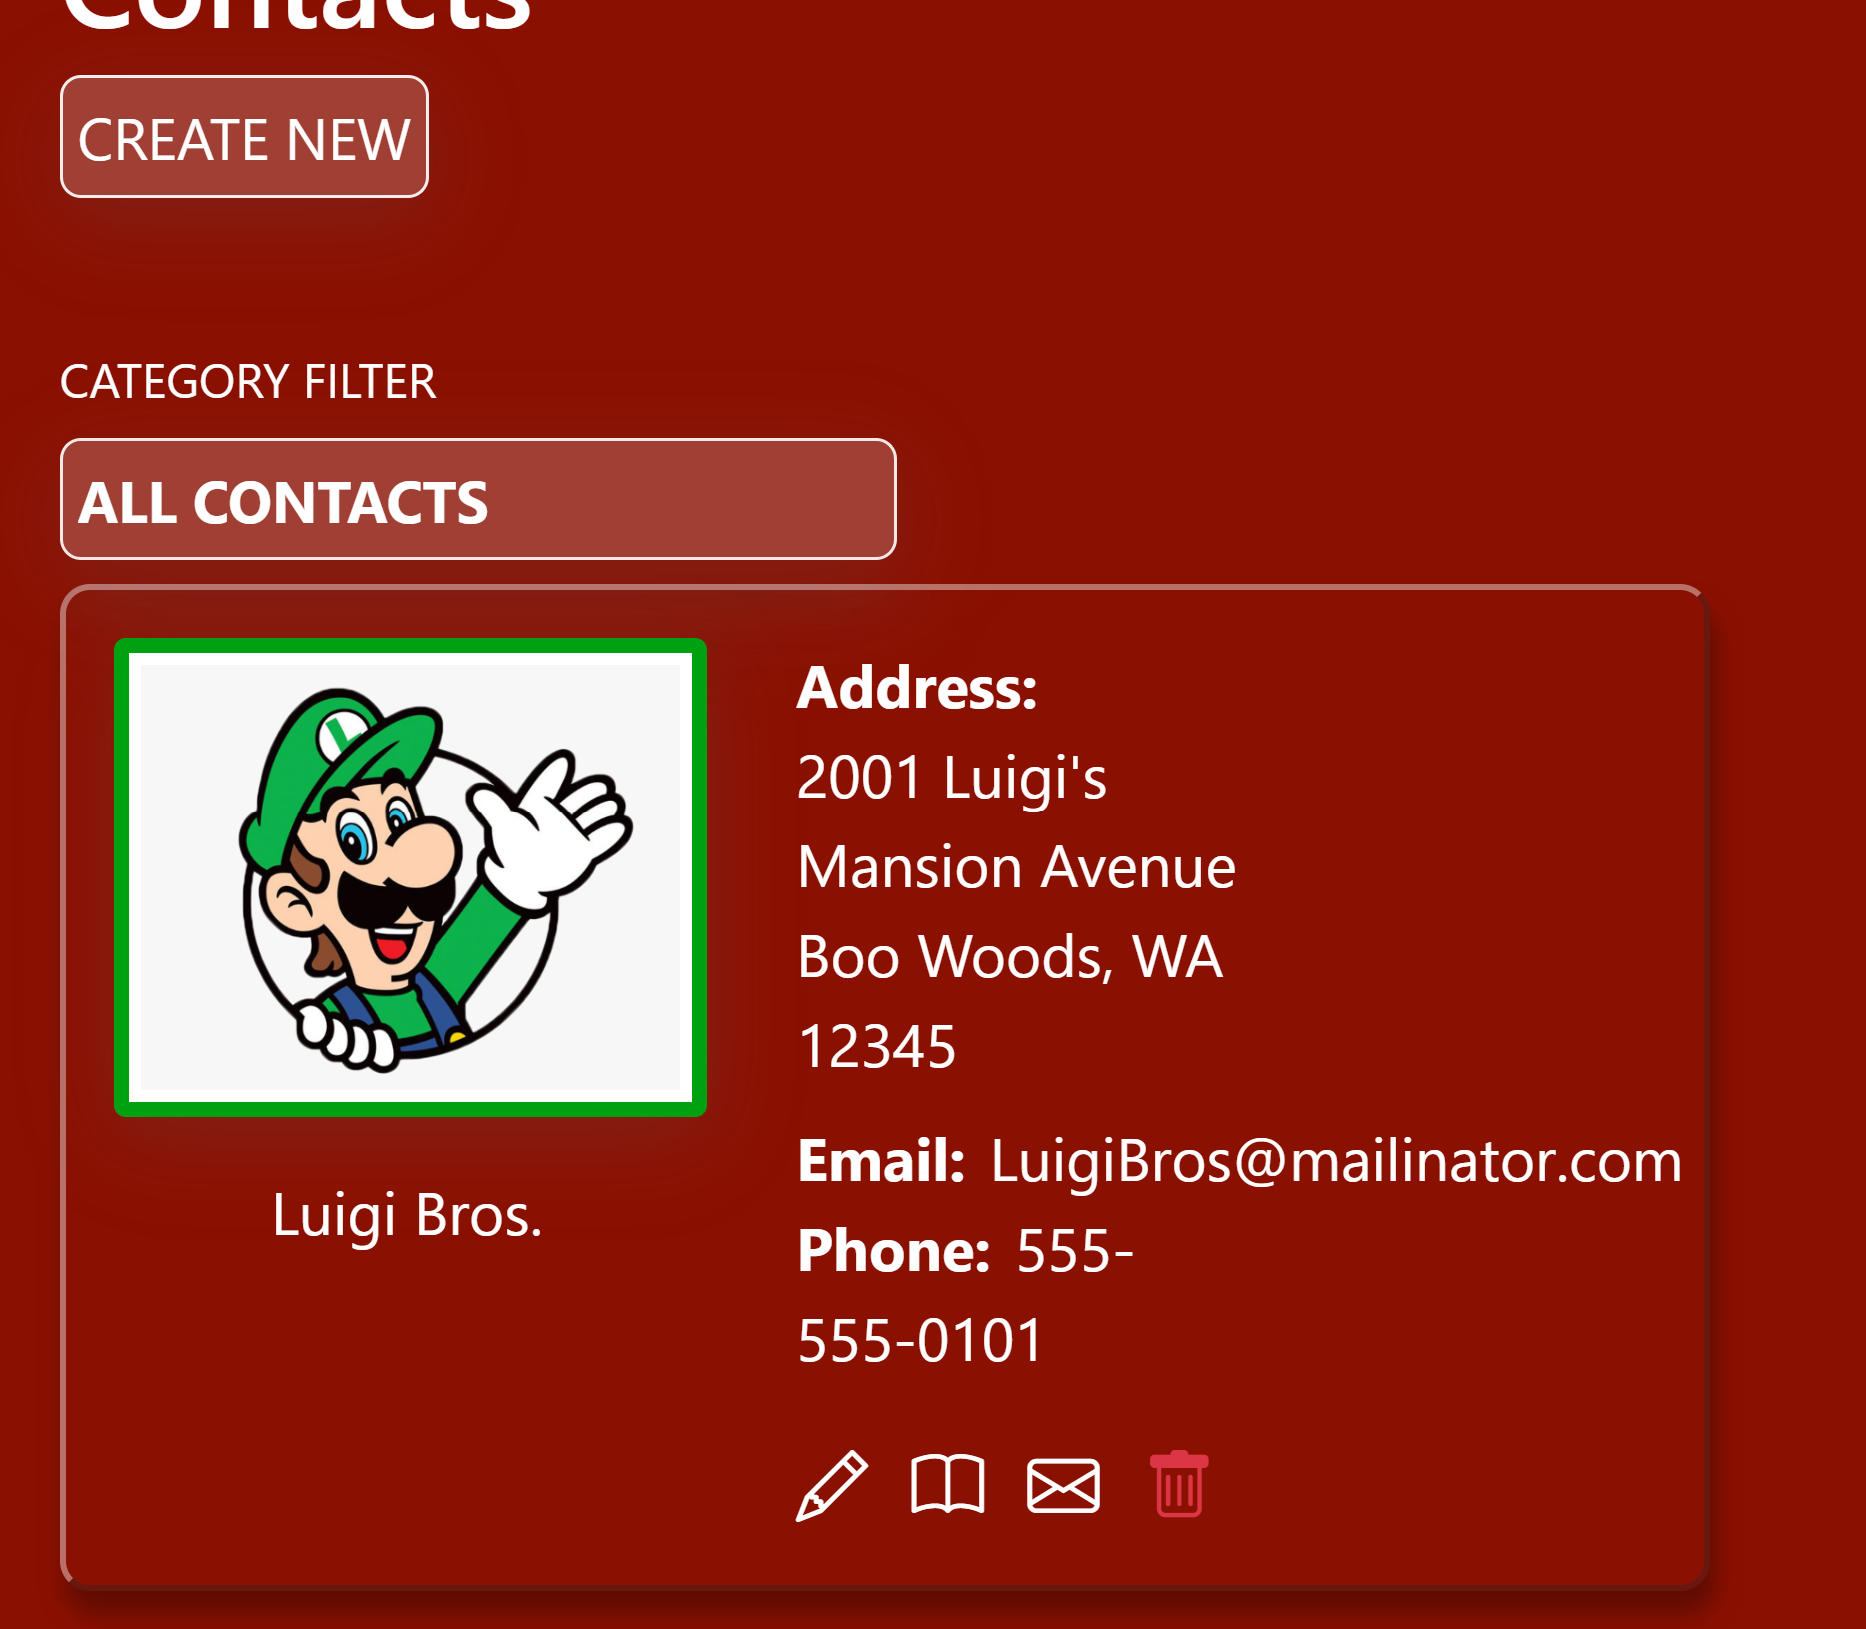 Contacts
CREATE NEW
CATEGORY FILTER
ALL CONTACTS
L
Luigi Bros.
Address:
2001 Luigi's
Mansion Avenue
Boo Woods, WA
12345
Email: LuigiBros@mailinator.com
Phone: 555-
555-0101